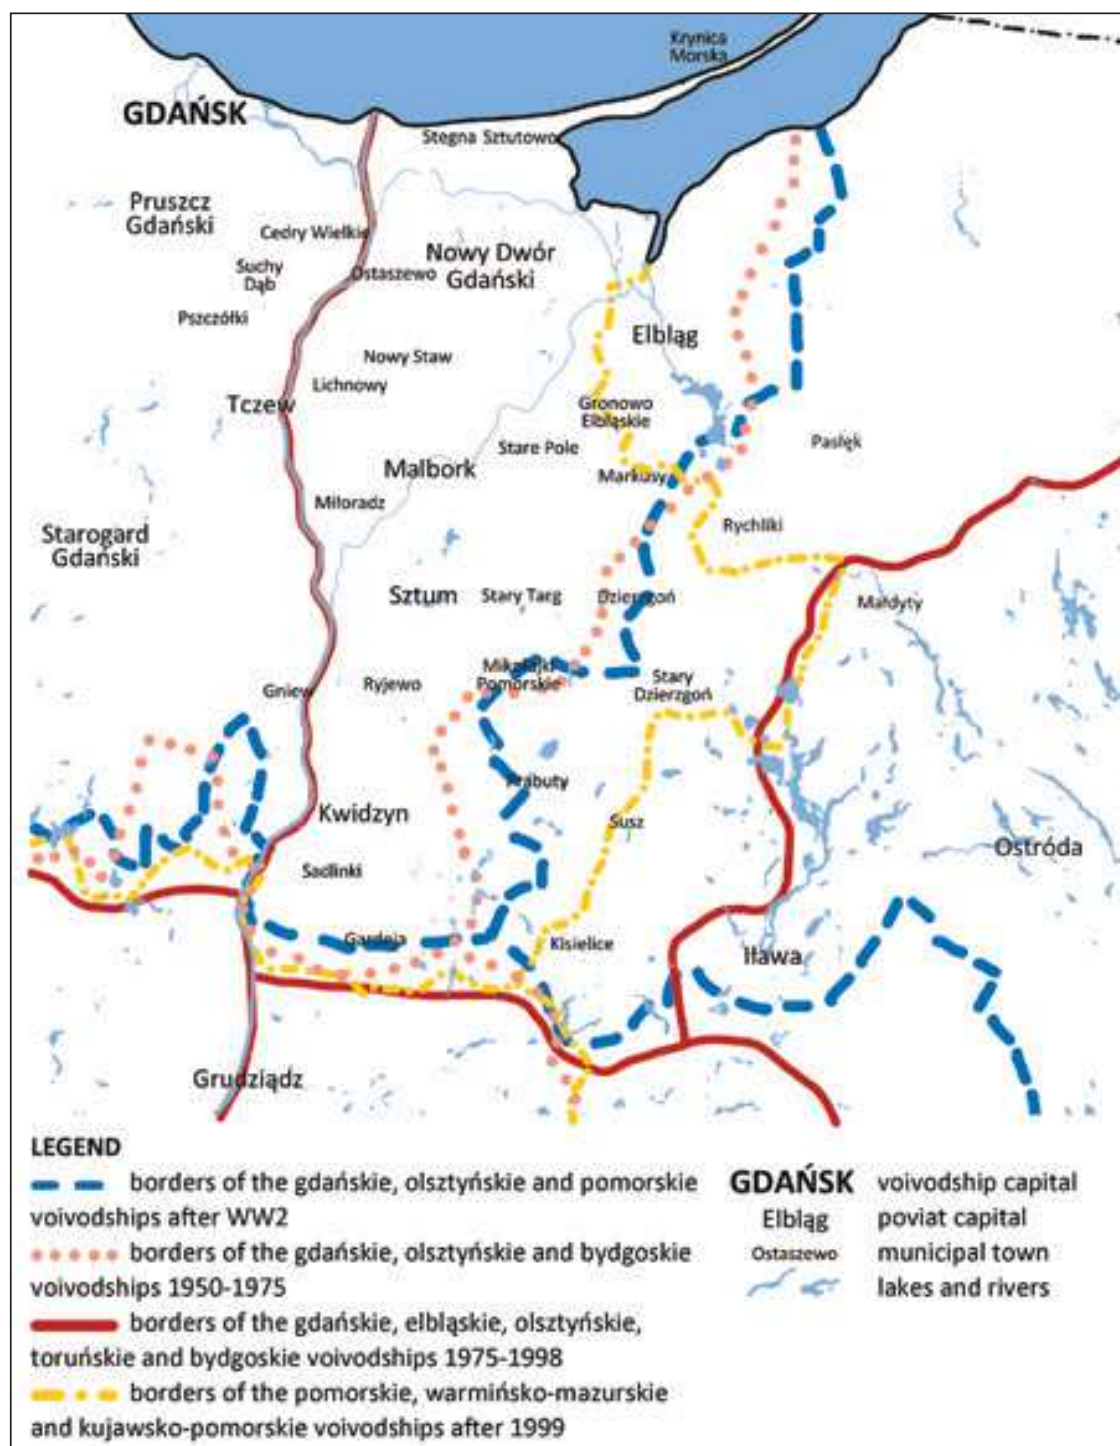 Krynica
Morska
GDAŃSK
Stegna Sztutowo
Pruszcz
Gdański
Cedry Wielkie
Nowy Dwór
Gdański
Suchy
Dąb
Ostaszewo
Pszczółki
Elbląg
Nowy Staw
Lichnowy
Tczew
Gronowo
Elbląskie
Pasłęk
Stare Pole
Malbork
Markusy
Miłoradz
Rychliki
Starogard
Gdański
Sztum
Stary Targ
Dzierzgoń
Małdyty
Mikołajki
Pomorskie
Stary
Dzierzgoń
Gniew
Ryjewo
Prabuty
Kwidzyn
Susz
Ostróda
Sadlinki
Gardeja
Kisielice
Iława
Grudziądz
LEGEND
borders of the gdańskie, olsztyńskie and pomorskie
voivodships after WW2
borders of the gdańskie, olsztyńskie and bydgoskie
voivodships 1950-1975
borders of the gdańskie, elbląskie, olsztyńskie,
toruńskie and bydgoskie voivodships 1975-1998
borders of the pomorskie, warmińsko-mazurskie
and kujawsko-pomorskie voivodships after 1999
GDAŃSK voivodship capital
Elbląg poviat capital
Ostaszewo municipal town
lakes and rivers